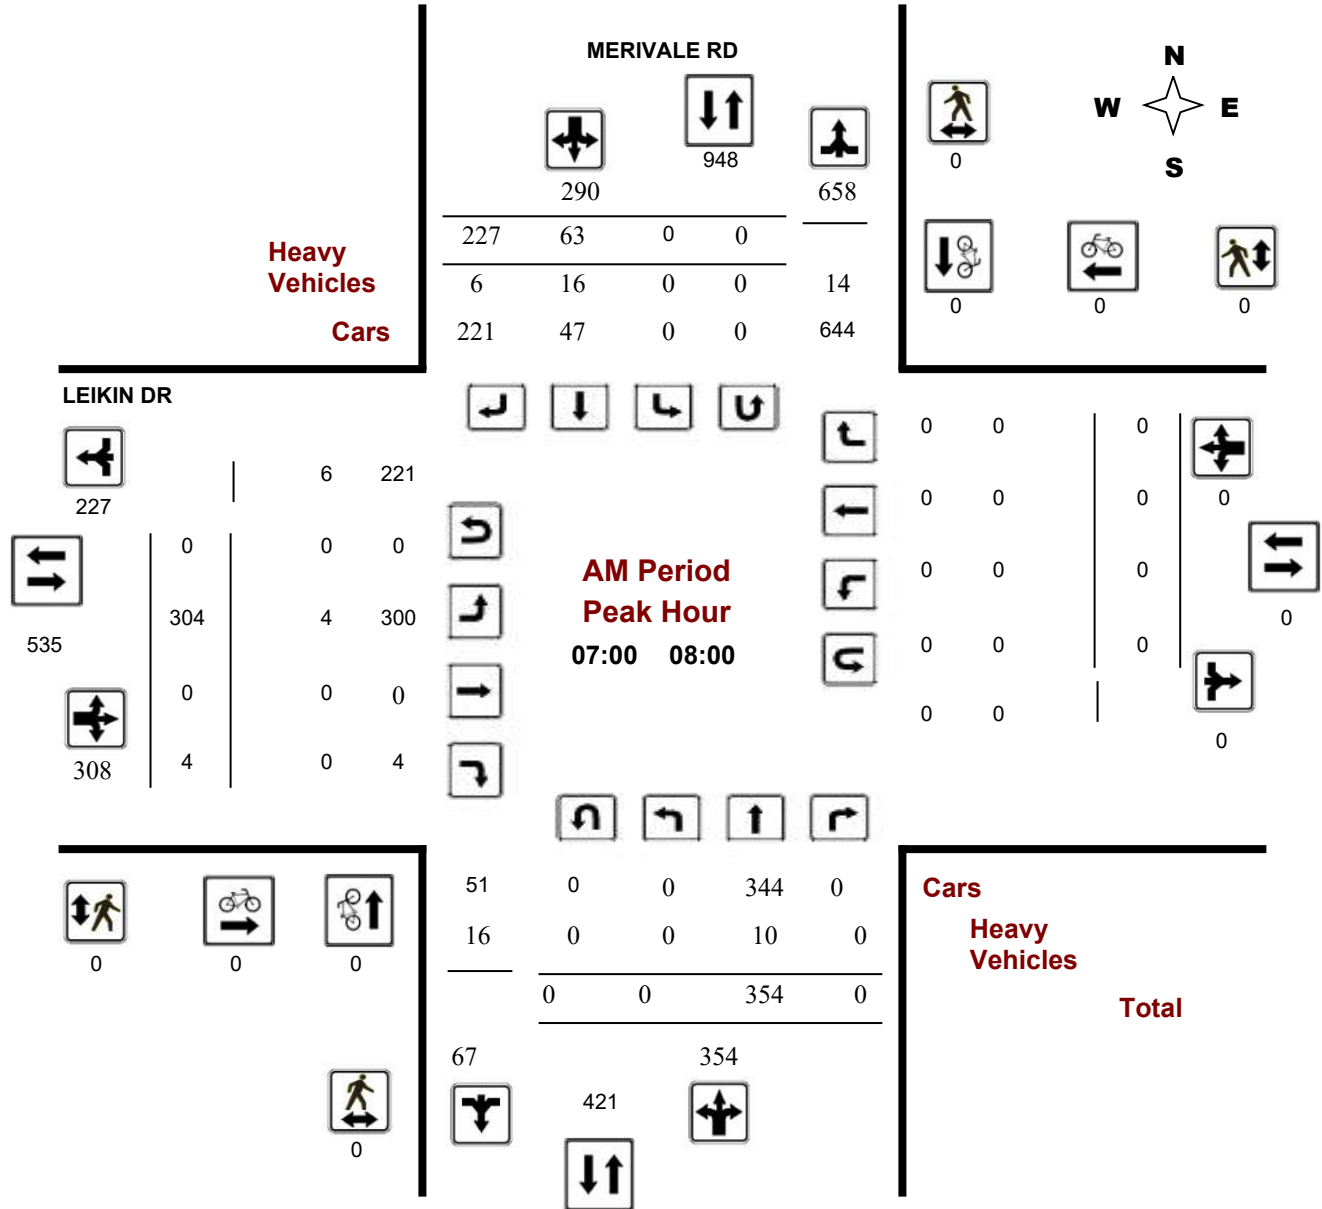 MERIVALE RD
N
W E
S
948
0
290 658
227 63 0 0
Heavy
Vehicles
6 16 0 0 14
0 0 0
Cars
221 47 0 0 644
LEIKIN DR
0 0 0
6 221
227
0 0 0 0
0 0 0
AM Period
0 0 0
Peak Hour
304 4 300
0
535
07:00 08:00
0 0 0
0 0 0
0 0
0
308 4 0 4
51 0 0 344 0
Cars
16 0 0 10 0
Heavy
Vehicles
0 0 0
0 0 354 0
Total
67 354
421
0